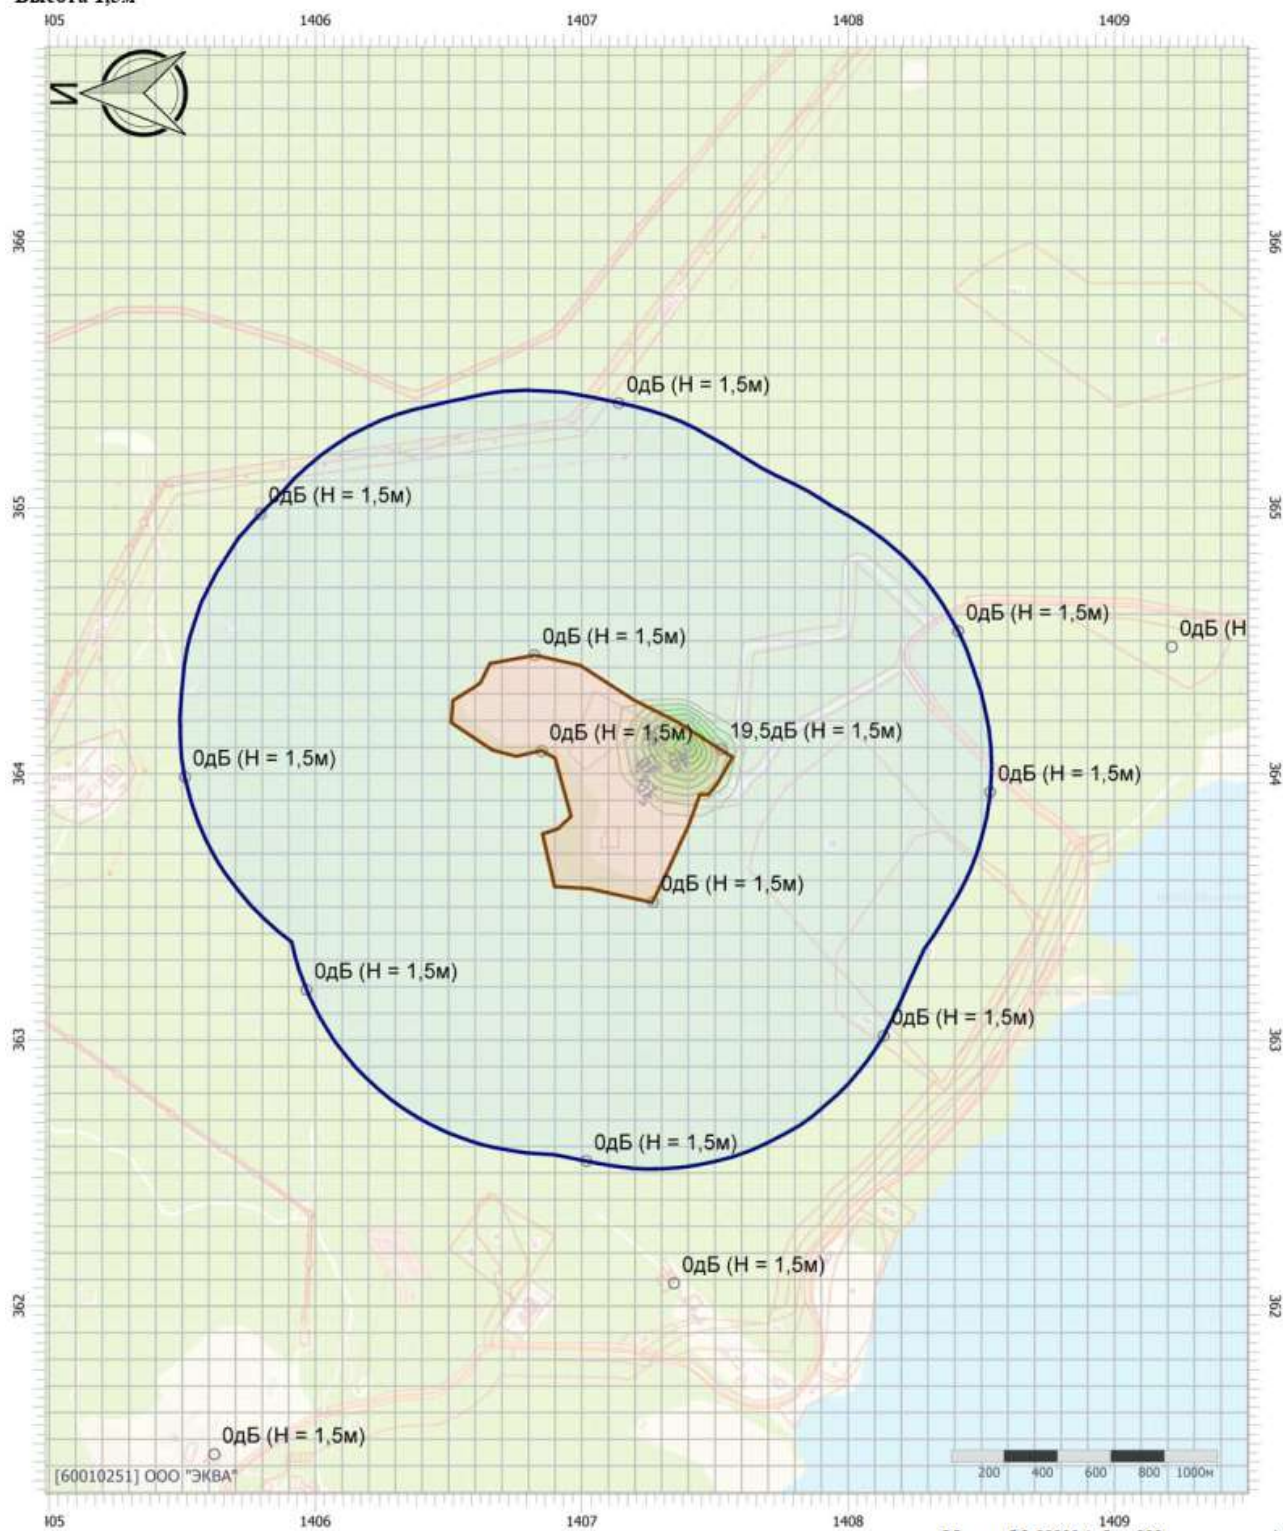 Высота 1,5м
1406
1407
1408
1409
И
366
366
0дБ (H = 1,5м)
0дБ (H = 1,5м)
365
365
0дБ (H = 1,5м)
0дБ (H
0дБ (H = 1,5м)
0дБ (H = 1,5м)
19,5дБ (H = 1,5м)
0дБ (H = 1,5м)
364
0дБ (H = 1,5м)
364
0дБ (H = 1,5м)
0дБ (H = 1,5м)
0дБ (H = 1,5м)
363
363
0дБ (H = 1,5м)
0дБ (H = 1,5м)
362
362
0дБ (H = 1,5м)
[60010251] ООО "ЭКВА"
200 400 600 800 1000м
1406
1407
1408
1409